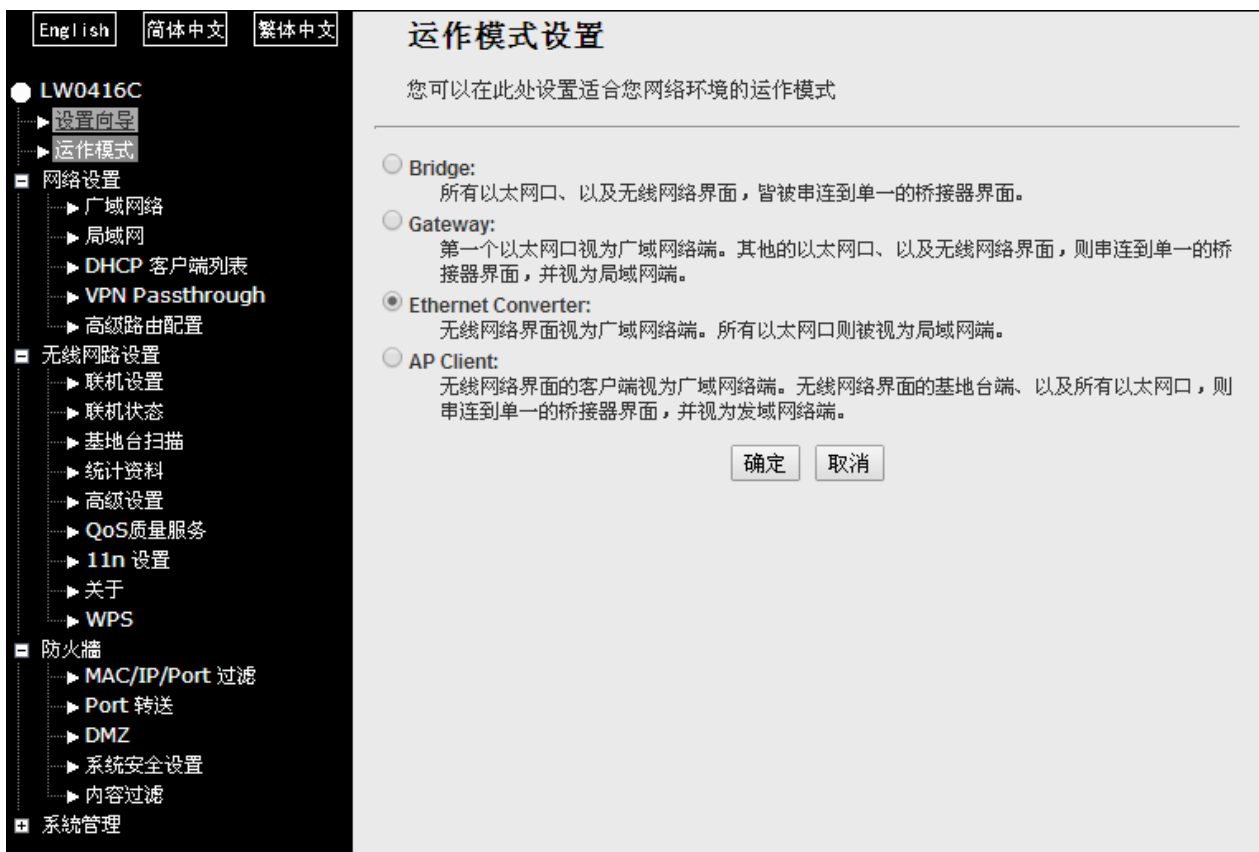 English 简体中文 繁体中文
LW0416C
设置向导
运作模式
网络设置
广域网络
局域网
DHCP 客户端列表
VPN Passthrough
高级路由配置
无线网路设置
联机设置
联机状态
基地台扫描
统计资料
高级设置
QoS质量服务
11n 设置
关于
WPS
防火墙
MAC/IP/Port 过滤
Port 转送
DMZ
系统安全设置
内容过滤
系统管理
运作模式设置
您可以在此处设置适合您网络环境的运作模式
Bridge:
所有以太网口、以及无线网络界面，皆被串连到单一的桥接器界面。
Gateway:
第一个以太网口视为广域网络端。其他的以太网口、以及无线网络界面，则串连到单一的桥
接器界面，并视为局域网端。
Ethernet Converter:
无线网络界面视为广域网络端。所有以太网口则被视为局域网端。
AP Client:
无线网络界面的客户端视为广域网络端。无线网络界面的基地台端、以及所有以太网口，则
串连到单一的桥接器界面，并视为发域网络端。
确定 取消